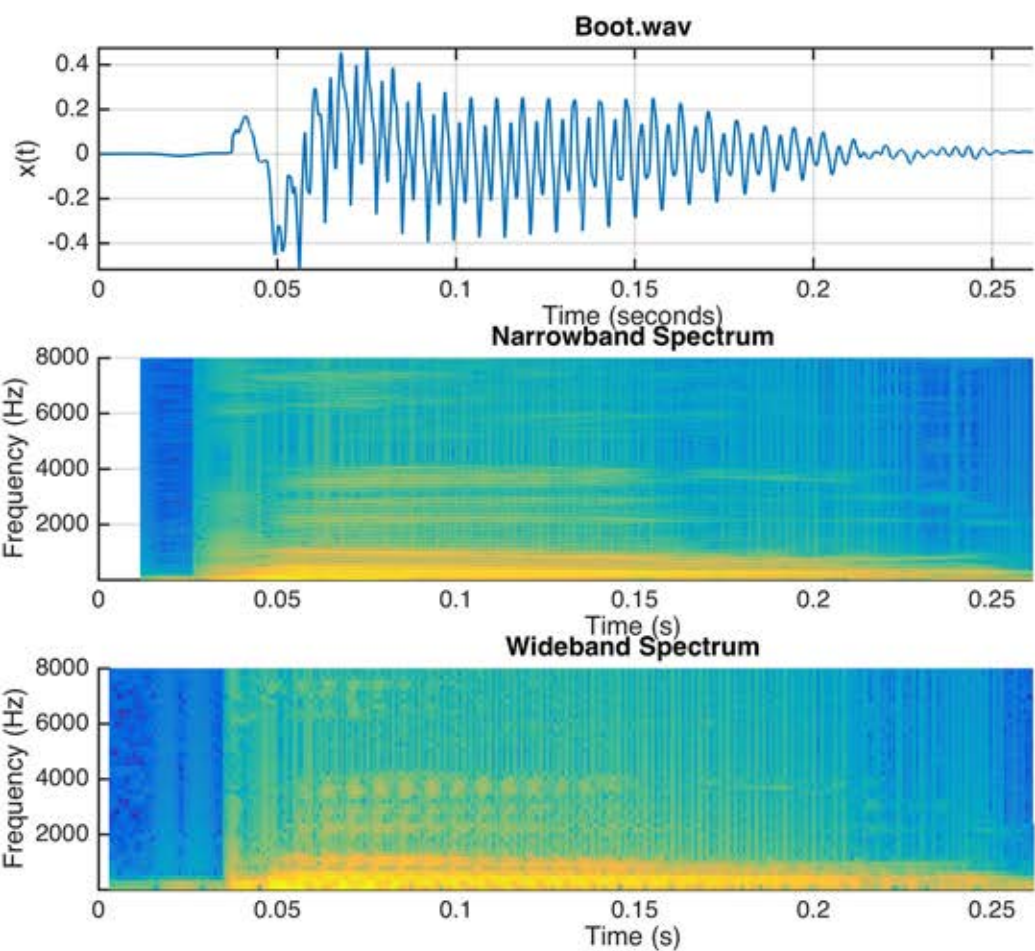 Boot.wav
0.4
0.2
0
-0.2
-0.4
x(t)
0 0.05 0.1 0.15 0.2 0.25
Time (seconds)
Narrowband Spectrum
8000
6000
4000
2000
Frequency (Hz)
0 0.05 0.1 0.15 0.2 0.25
Time (s)
Wideband Spectrum
8000
6000
4000
2000
Frequency (Hz)
0 0.05 0.1 0.15 0.2 0.25
Time (s)